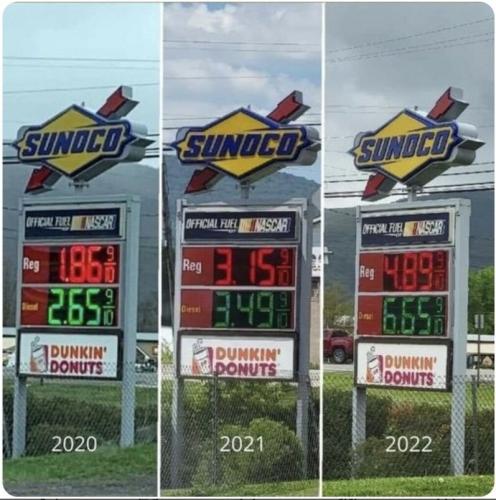 SUNOCO
OFFICIAL FUEL NASCAR
Reg 1.86 9/10
Diesel 2.65 9/10
DUNKIN'
DONUTS
2020
SUNOCO
OFFICIAL FUEL NASCAR
Reg 3.15 9/10
Diesel 3.49 9/10
DUNKIN'
DONUTS
2021
SUNOCO
OFFICIAL FUEL NASCAR
Reg 4.89 9/10
Diesel 6.65 9/10
DUNKIN'
DONUTS
2022